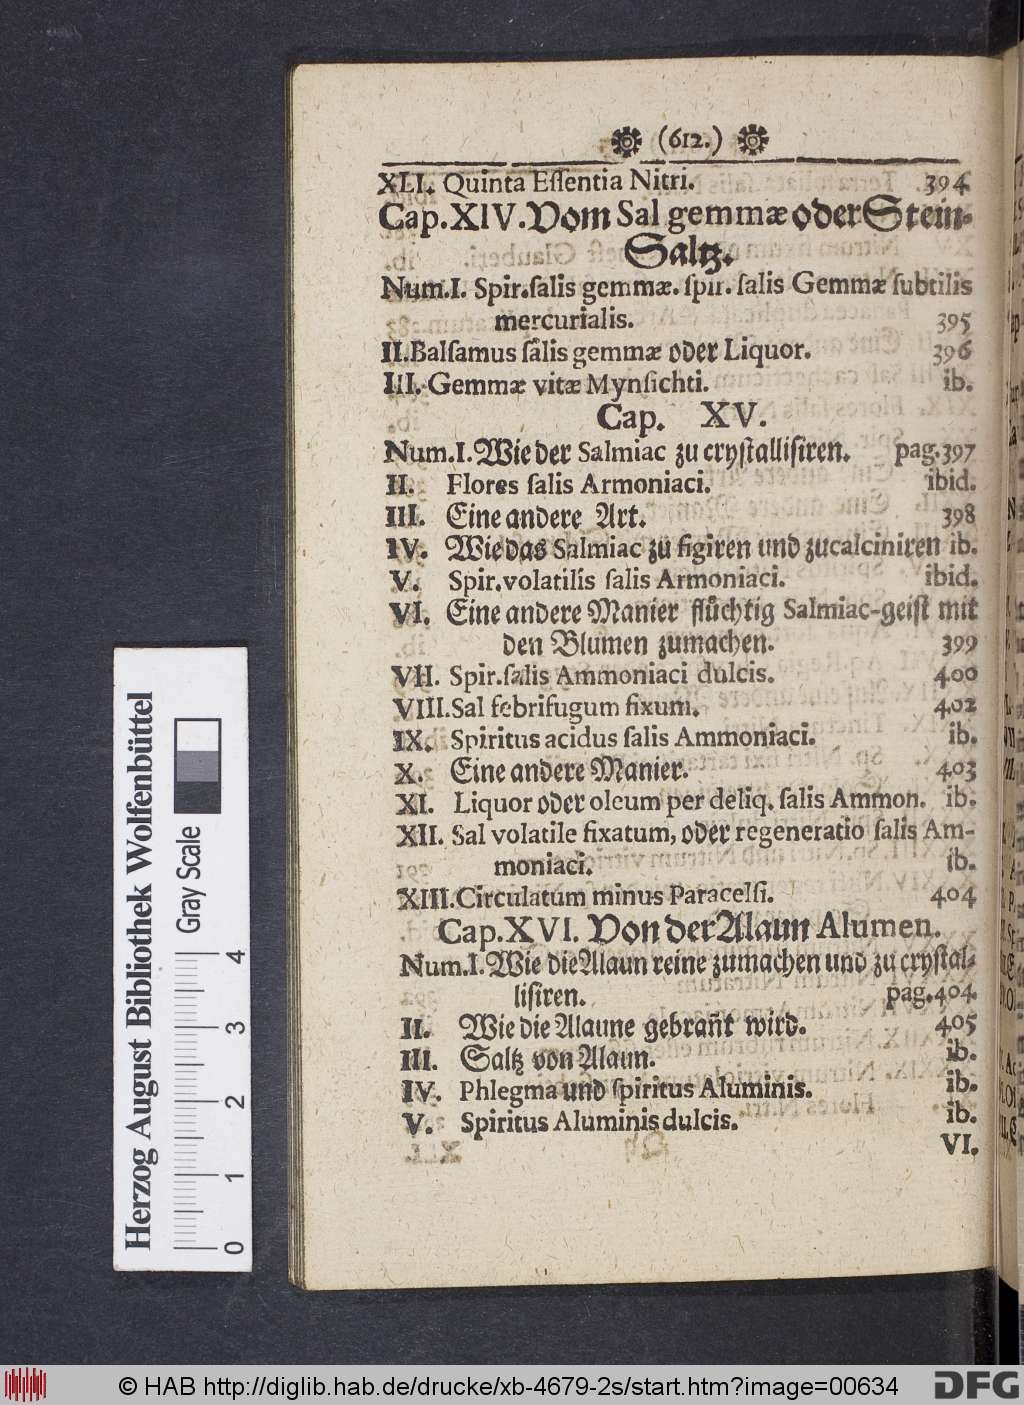 (612.)
XLI. Quinta Eſſentia Nitri. 394
Cap. XIV. Vom Sal gemmæ oder Stein-
Saltz.
Num. I. Spir. ſalis gemmæ. ſpir. ſalis Gemmæ ſubtilis
mercurialis. 395
II. Balſamus ſalis gemmæ oder Liquor. 396
III. Gemmæ vitæ Mynſichti. ib.
Cap. XV.
Num. I. Wie der Salmiac zu cryſtalliſiren. pag. 397
II. Flores ſalis Armoniaci. ibid.
III. Eine andere Art. 398
IV. Wie das Salmiac zu figiren und zu calciniren ib.
V. Spir. volatilis ſalis Armoniaci. ibid.
VI. Eine andere Manier flüchtig Salmiac-geiſt mit
den Blumen zumachen. 399
VII. Spir. ſalis Ammoniaci dulcis. 400
VIII. Sal febrifugum fixum. 402
IX. Spiritus acidus ſalis Ammoniaci. ib.
X. Eine andere Manier. 403
XI. Liquor oder oleum per deliq. ſalis Ammon. ib.
XII. Sal volatile fixatum, oder regeneratio ſalis Am-
moniaci. ib.
XIII. Circulatum minus Paracelſi. 404
Cap. XVI. Von der Alaun Alumen.
Num. I. Wie die Alaun reine zumachen und zu cryſtal-
liſiren. pag. 404.
II. Wie die Alaune gebrañt wird. 405
III. Saltz von Alaun. ib.
IV. Phlegma und ſpiritus Aluminis. ib.
V. Spiritus Aluminis dulcis. ib.
VI.
Herzog August Bibliothek Wolfenbüttel
Gray Scale
0 1 2 3 4
© HAB http://diglib.hab.de/drucke/xb-4679-2s/start.htm?image=00634
DFG